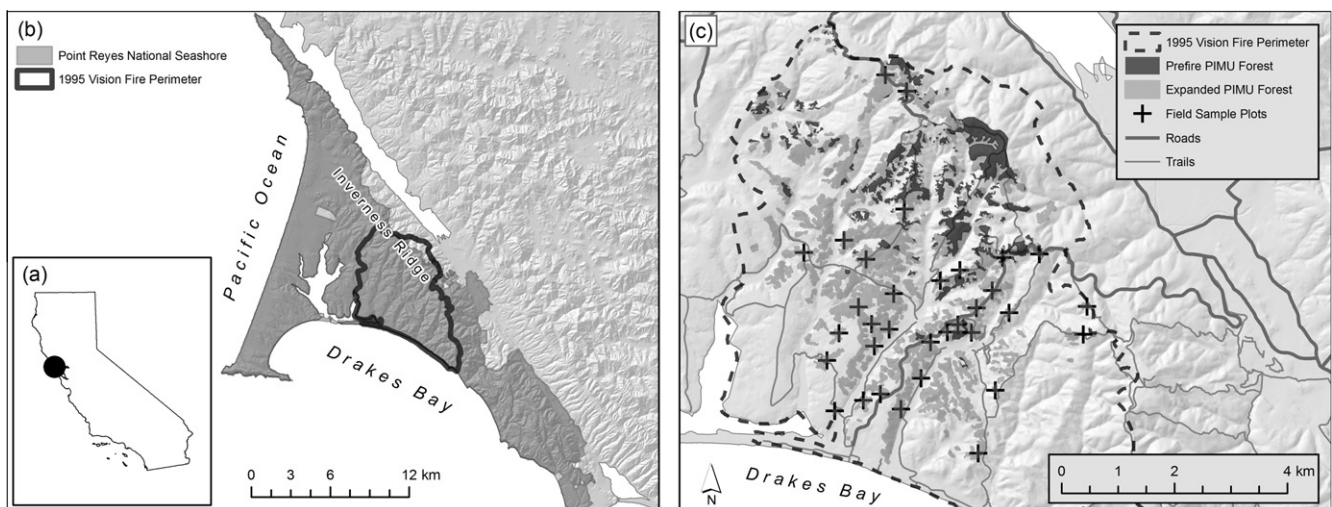 (b)
Point Reyes National Seashore
1995 Vision Fire Perimeter
Pacific Ocean
Inverness Ridge
Drakes Bay
0 3 6 12 km
(a)
(c)
1995 Vision Fire Perimeter
Prefire PIMU Forest
Expanded PIMU Forest
Field Sample Plots
Roads
Trails
N
Drakes Bay
0 1 2 4 km